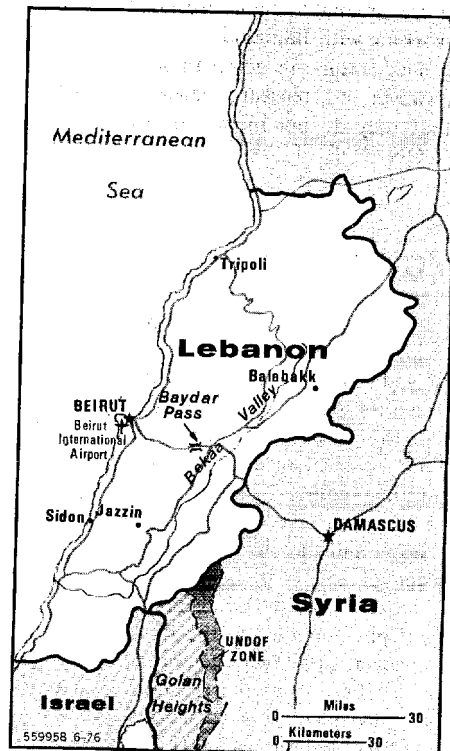 Mediterranean
Sea
Tripoli
Lebanon
Balabakk
BEIRUT
Baydar
Pass
Beirut
International
Airport
Bekaa Valley
Sidon
Jazzin
DAMASCUS
Syria
UNDOF
ZONE
Golan
Heights
Israel
0 Miles 30
Kilometers
0 30
559958 6-76